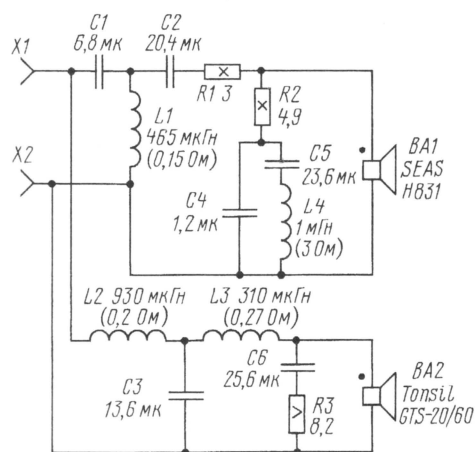 X1
C1
6,8 мк
C2
20,4 мк
R1 3
R2
4,9
L1
465 мкГн
(0,15 Ом)
X2
C4
1,2 мк
C5
23,6 мк
L4
1 мГн
(3 Ом)
BA1
SEAS
H831
L2 930 мкГн
(0,2 Ом)
L3 310 мкГн
(0,27 Ом)
C3
13,6 мк
C6
25,6 мк
R3
8,2
BA2
Tonsil
GTS-20/60